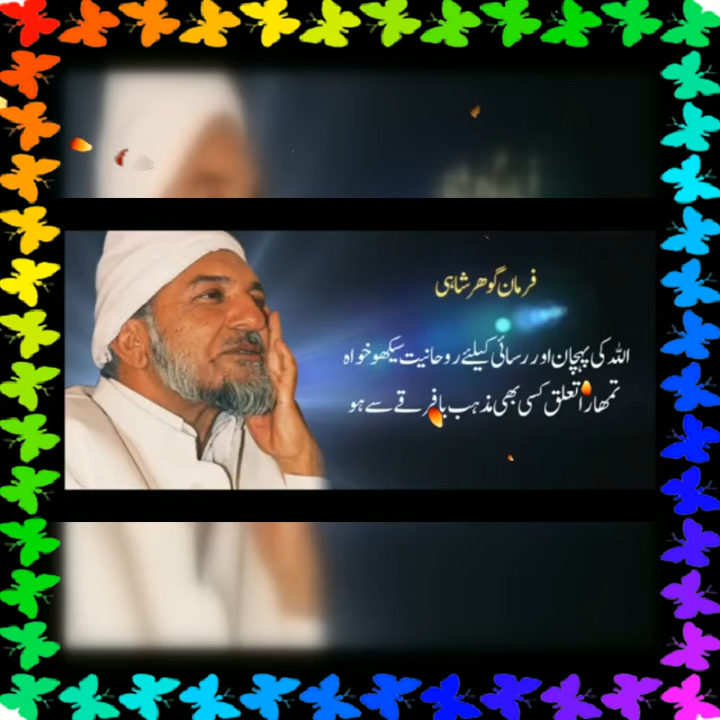 فرمان گوھر شاہی
اللہ کی پہچان اور رسائی کیلئے روحانیت سیکھو خواہ
تمھارا تعلق کسی بھی مذہب یا فرقے سے ہو